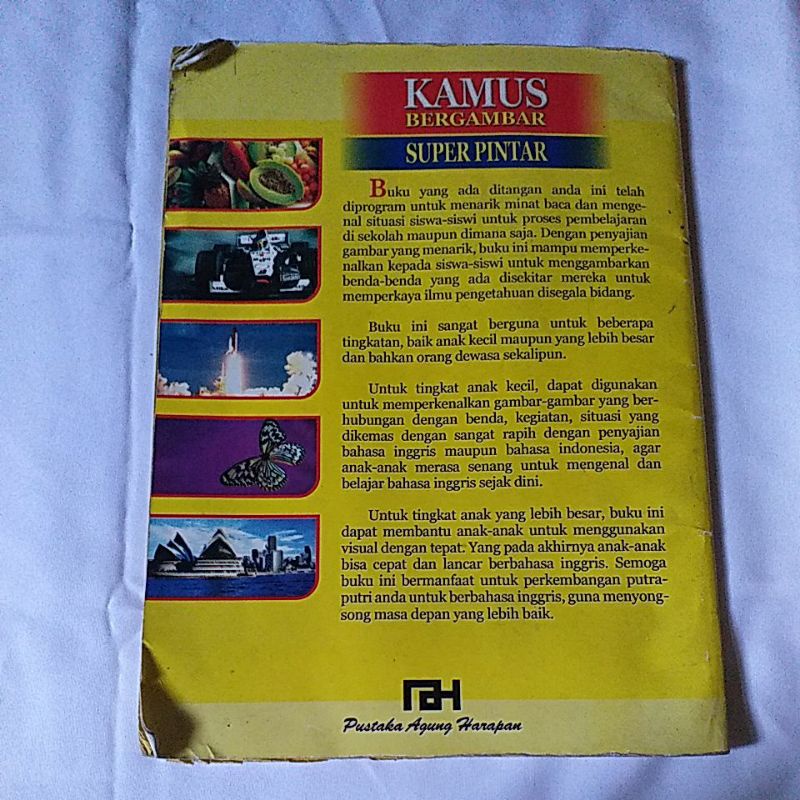 KAMUS
BERGAMBAR
SUPER PINTAR
Buku yang ada ditangan anda ini telah
diprogram untuk menarik minat baca dan menge-
nal situasi siswa-siswi untuk proses pembelajaran
di sekolah maupun dimana saja. Dengan penyajian
gambar yang menarik, buku ini mampu memperke-
nalkan kepada siswa-siswi untuk menggambarkan
benda-benda yang ada disekitar mereka untuk
memperkaya ilmu pengetahuan disegala bidang.
Buku ini sangat berguna untuk beberapa
tingkatan, baik anak kecil maupun yang lebih besar
dan bahkan orang dewasa sekalipun.
Untuk tingkat anak kecil, dapat digunakan
untuk memperkenalkan gambar-gambar yang ber-
hubungan dengan benda, kegiatan, situasi yang
dikemas dengan sangat rapih dengan penyajian
bahasa inggris maupun bahasa indonesia, agar
anak-anak merasa senang untuk mengenal dan
belajar bahasa inggris sejak dini.
Untuk tingkat anak yang lebih besar, buku ini
dapat membantu anak-anak untuk menggunakan
visual dengan tepat. Yang pada akhirnya anak-anak
bisa cepat dan lancar berbahasa inggris. Semoga
buku ini bermanfaat untuk perkembangan putra-
putri anda untuk berbahasa inggris, guna menyong-
song masa depan yang lebih baik.
PAH
Pustaka Agung Harapan